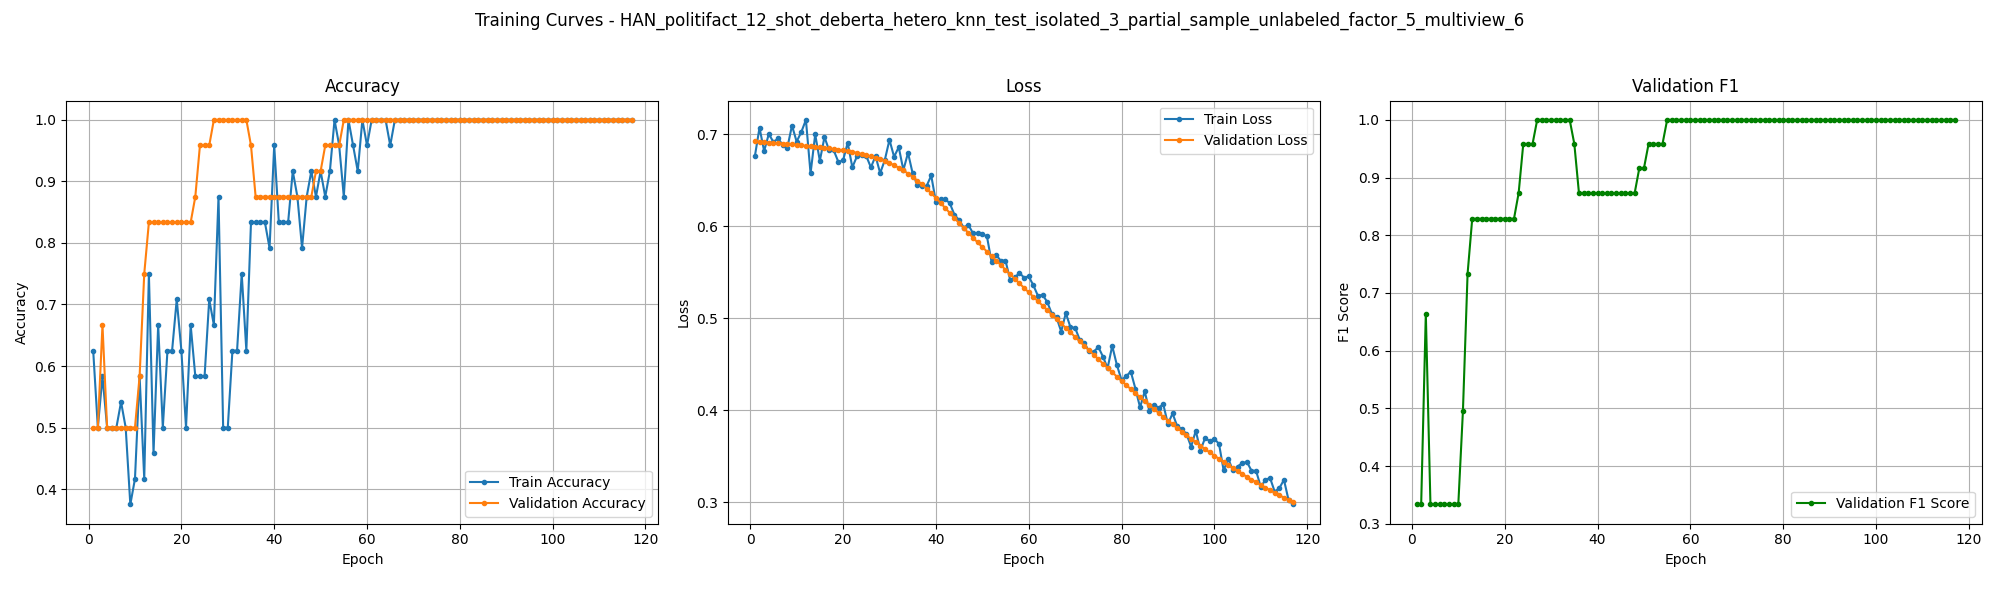 Training Curves - HAN_politifact_12_shot_deberta_hetero_knn_test_isolated_3_partial_sample_unlabeled_factor_5_multiview_6
Accuracy
1.0
0.9
0.8
0.7
0.6
0.5
0.4
Accuracy
0 20 40 60 80 100 120
Epoch
Train Accuracy
Validation Accuracy
Loss
0.7
0.6
0.5
0.4
0.3
Loss
0 20 40 60 80 100 120
Epoch
Train Loss
Validation Loss
Validation F1
1.0
0.9
0.8
0.7
0.6
0.5
0.4
0.3
F1 Score
0 20 40 60 80 100 120
Epoch
Validation F1 Score